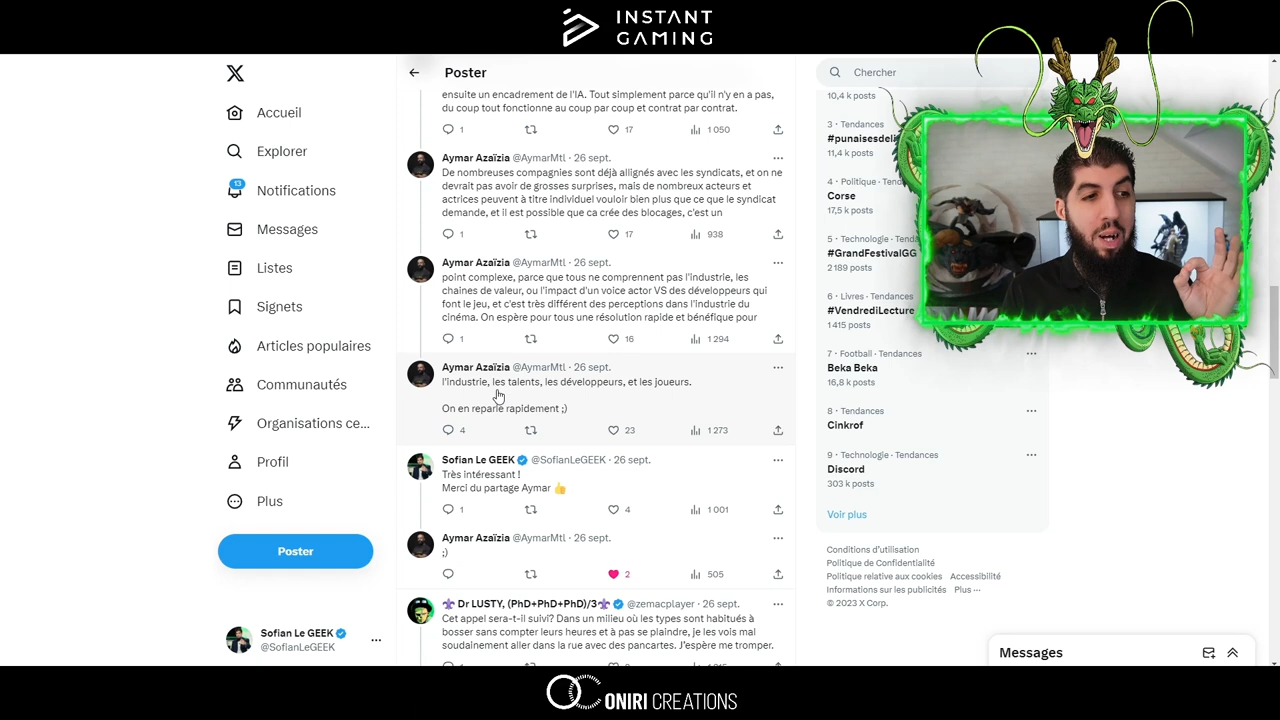 INSTANT
GAMING
Accueil
Explorer
13
Notifications
Messages
Listes
Signets
Articles populaires
Communautés
Organisations ce...
Profil
Plus
Poster
Sofian Le GEEK
@SofianLeGEEK
Poster
ensuite un encadrement de l'IA. Tout simplement parce qu'il n'y en a pas,
du coup tout fonctionne au coup par coup et contrat par contrat.
1 17 1 050
Aymar Azaïzia @AymarMtl · 26 sept.
De nombreuses compagnies sont déjà allignés avec les syndicats, et on ne
devrait pas avoir de grosses surprises, mais de nombreux acteurs et
actrices peuvent à titre individuel vouloir bien plus que ce que le syndicat
demande, et il est possible que ca crée des blocages, c'est un
1 17 938
Aymar Azaïzia @AymarMtl · 26 sept.
point complexe, parce que tous ne comprennent pas l'industrie, les
chaines de valeur, ou l'impact d'un voice actor VS des développeurs qui
font le jeu, et c'est très différent des perceptions dans l'industrie du
cinéma. On espère pour tous une résolution rapide et bénéfique pour
1 16 1 294
Aymar Azaïzia @AymarMtl · 26 sept.
l'industrie, les talents, les développeurs, et les joueurs.
On en reparle rapidement ;)
4 23 1 273
Sofian Le GEEK @SofianLeGEEK · 26 sept.
Très intéressant !
Merci du partage Aymar 👍
1 4 1 001
Aymar Azaïzia @AymarMtl · 26 sept.
;)
2 505
⚜ Dr LUSTY, (PhD+PhD+PhD)/3⚜ @zemacplayer · 26 sept.
Cet appel sera-t-il suivi? Dans un milieu où les types sont habitués à
bosser sans compter leurs heures et à pas se plaindre, je les vois mal
soudainement aller dans la rue avec des pancartes. J'espère me tromper.
Chercher
10,4 k posts
3 · Tendances
#punaisesdeli
11,4 k posts
4 · Politique · Tend
Corse
17,5 k posts
5 · Technologie · Tenda
#GrandFestivalGG
2 189 posts
6 · Livres · Tendances
#VendrediLecture
1 415 posts
7 · Football · Tendances
Beka Beka
16,8 k posts
8 · Tendances
Cinkrof
9 · Technologie · Tendances
Discord
303 k posts
Voir plus
Conditions d'utilisation
Politique de Confidentialité
Politique relative aux cookies Accessibilité
Informations sur les publicités Plus ···
© 2023 X Corp.
Messages
OC ONIRI CREATIONS